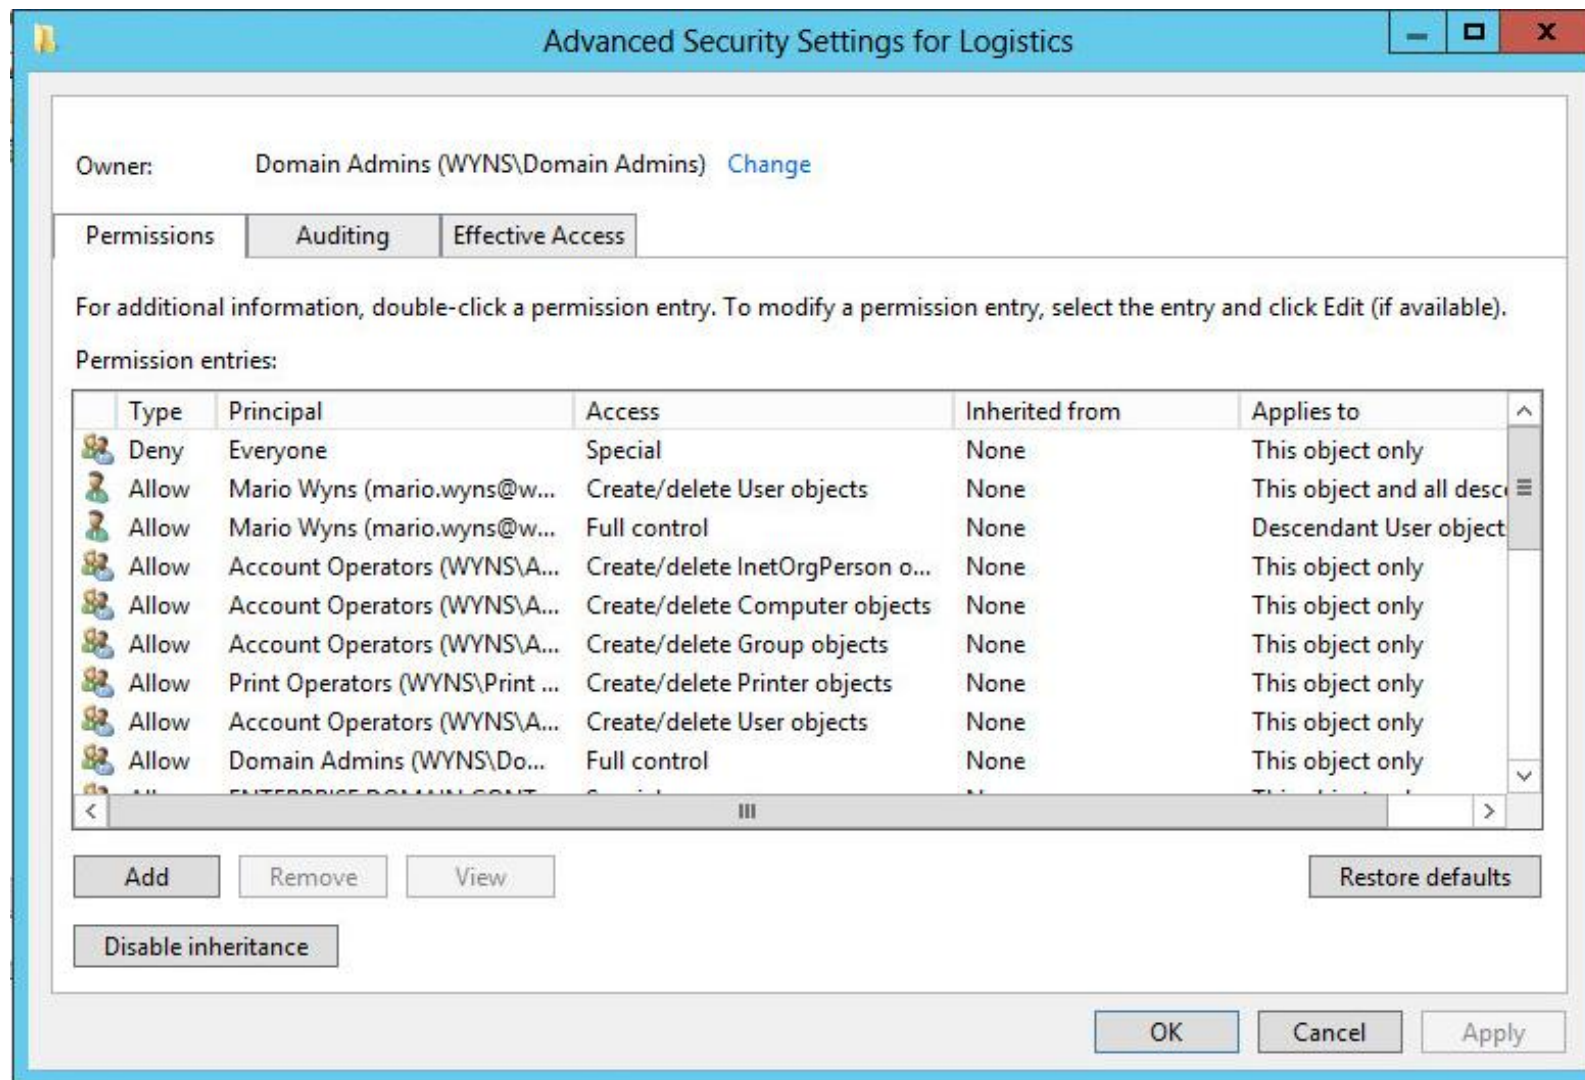 Advanced Security Settings for Logistics
Owner: Domain Admins (WYNS\Domain Admins) Change
Permissions Auditing Effective Access
For additional information, double-click a permission entry. To modify a permission entry, select the entry and click Edit (if available).
Permission entries:
Type Principal Access Inherited from Applies to
Deny Everyone Special None This object only
Allow Mario Wyns (mario.wyns@w... Create/delete User objects None This object and all desc
Allow Mario Wyns (mario.wyns@w... Full control None Descendant User object
Allow Account Operators (WYNS\A... Create/delete InetOrgPerson o... None This object only
Allow Account Operators (WYNS\A... Create/delete Computer objects None This object only
Allow Account Operators (WYNS\A... Create/delete Group objects None This object only
Allow Print Operators (WYNS\Print ... Create/delete Printer objects None This object only
Allow Account Operators (WYNS\A... Create/delete User objects None This object only
Allow Domain Admins (WYNS\Do... Full control None This object only
Add Remove View Restore defaults
Disable inheritance
OK Cancel Apply